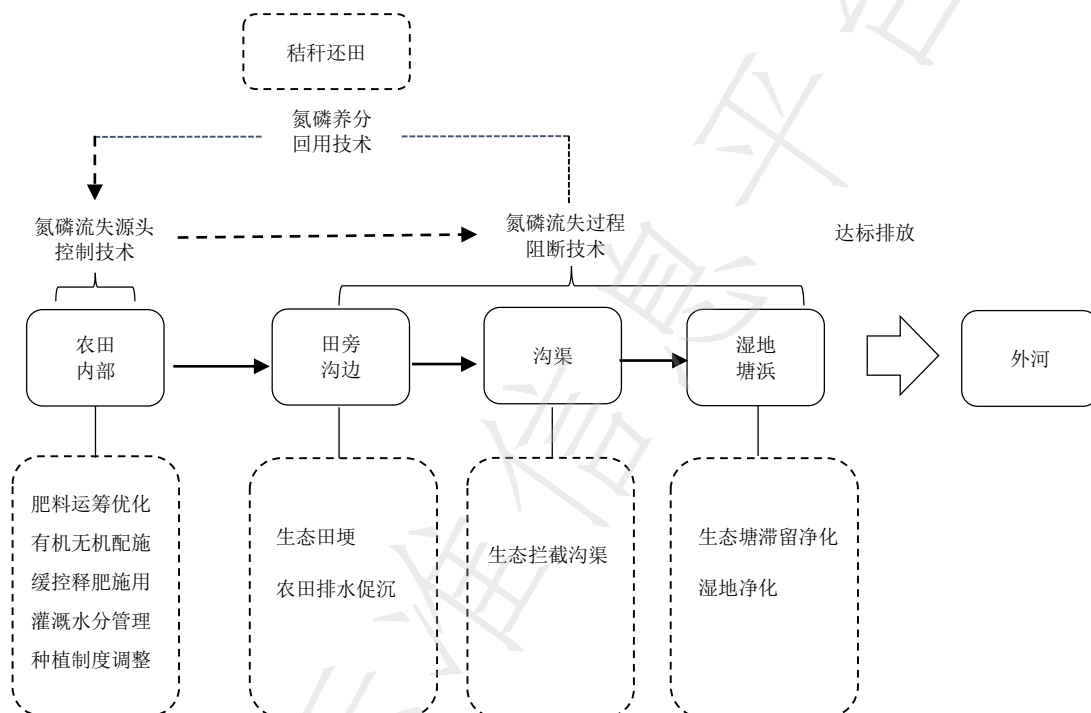 秸秆还田
氮磷养分
回用技术
氮磷流失源头
控制技术
氮磷流失过程
阻断技术
达标排放
农田
内部
田旁
沟边
沟渠
湿地
塘浜
外河
肥料运筹优化
有机无机配施
缓控释肥施用
灌溉水分管理
种植制度调整
生态田埂
农田排水促沉
生态拦截沟渠
生态塘滞留净化
湿地净化
准信息平